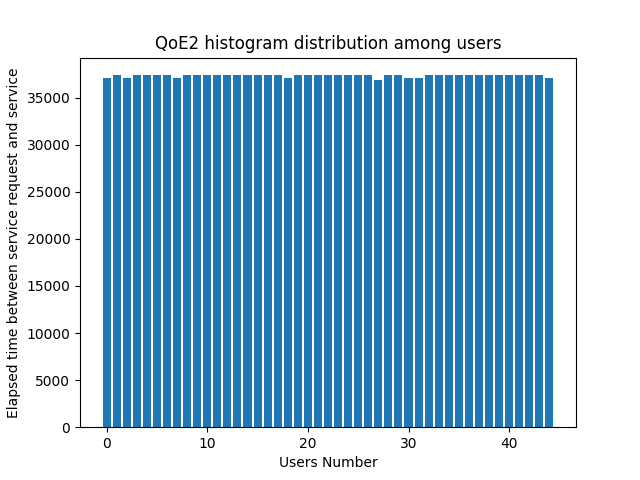 QoE2 histogram distribution among users
Elapsed time between service request and service
35000
30000
25000
20000
15000
10000
5000
0
0 10 20 30 40
Users Number